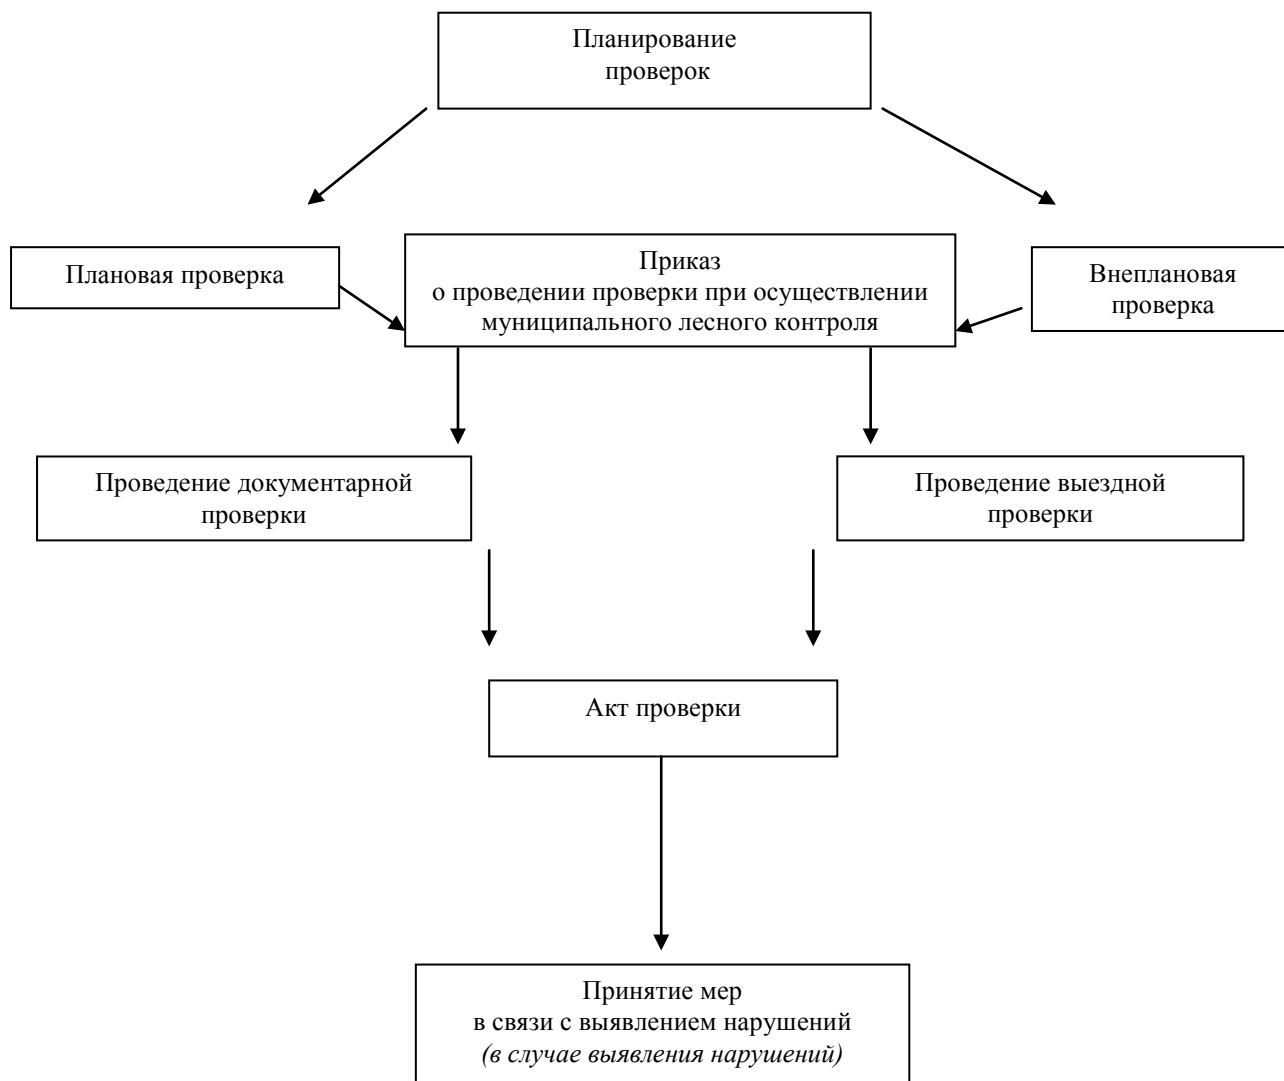 Планирование
проверок
Плановая проверка
Приказ
о проведении проверки при осуществлении
муниципального лесного контроля
Внеплановая
проверка
Проведение документарной
проверки
Проведение выездной
проверки
Акт проверки
Принятие мер
в связи с выявлением нарушений
(в случае выявления нарушений)